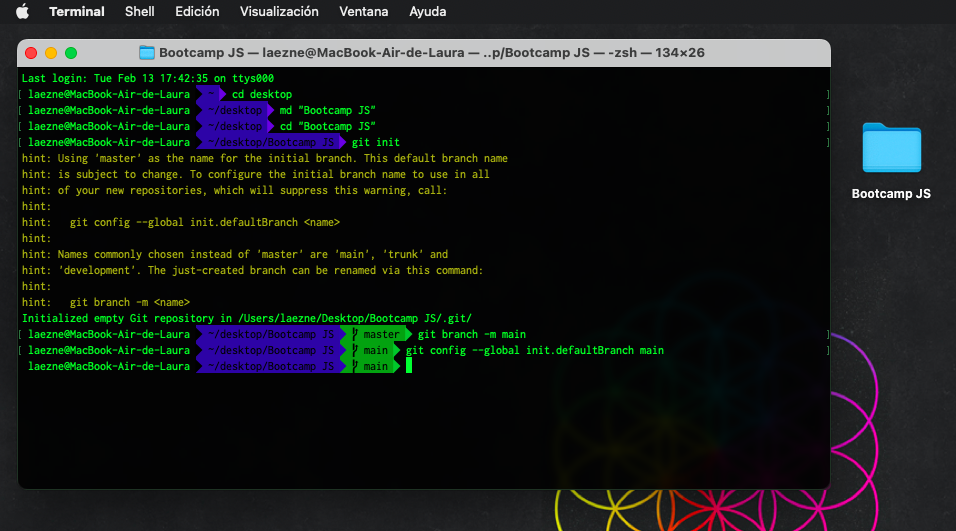 Terminal Shell Edición Visualización Ventana Ayuda
Bootcamp JS — laezne@MacBook-Air-de-Laura — ..p/Bootcamp JS — -zsh — 134×26
Last login: Tue Feb 13 17:42:35 on ttys000
[ laezne@MacBook-Air-de-Laura ~ cd desktop ]
[ laezne@MacBook-Air-de-Laura ~/desktop md "Bootcamp JS" ]
[ laezne@MacBook-Air-de-Laura ~/desktop cd "Bootcamp JS" ]
[ laezne@MacBook-Air-de-Laura ~/desktop/Bootcamp JS git init ]
hint: Using 'master' as the name for the initial branch. This default branch name
hint: is subject to change. To configure the initial branch name to use in all
hint: of your new repositories, which will suppress this warning, call:
hint:
hint:   git config --global init.defaultBranch <name>
hint:
hint: Names commonly chosen instead of 'master' are 'main', 'trunk' and
hint: 'development'. The just-created branch can be renamed via this command:
hint:
hint:   git branch -m <name>
Initialized empty Git repository in /Users/laezne/Desktop/Bootcamp JS/.git/
[ laezne@MacBook-Air-de-Laura ~/desktop/Bootcamp JS master git branch -m main ]
[ laezne@MacBook-Air-de-Laura ~/desktop/Bootcamp JS main git config --global init.defaultBranch main ]
laezne@MacBook-Air-de-Laura ~/desktop/Bootcamp JS main
Bootcamp JS